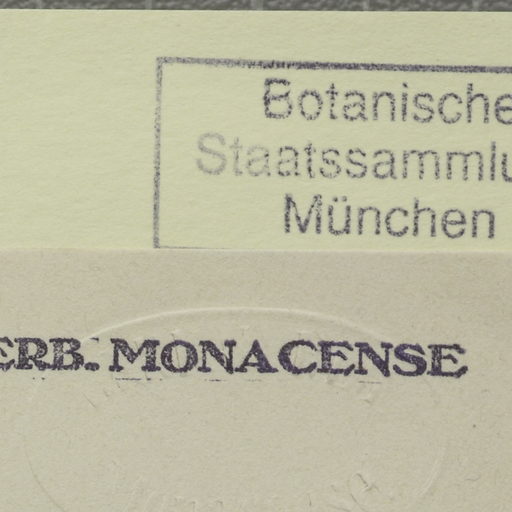 Botanische
Staatssammlu
München
ERB. MONACENSE